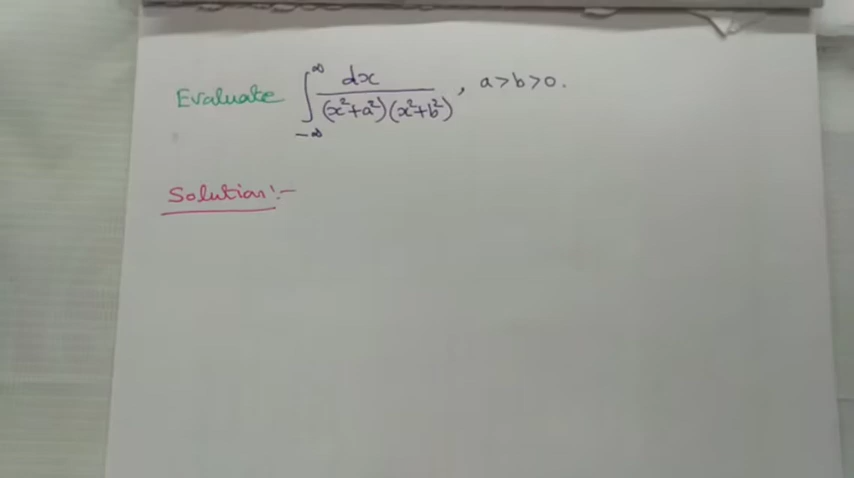 Evaluate ∫_{-∞}^{∞} dx/((x²+a²)(x²+b²)), a>b>0.
Solution:-